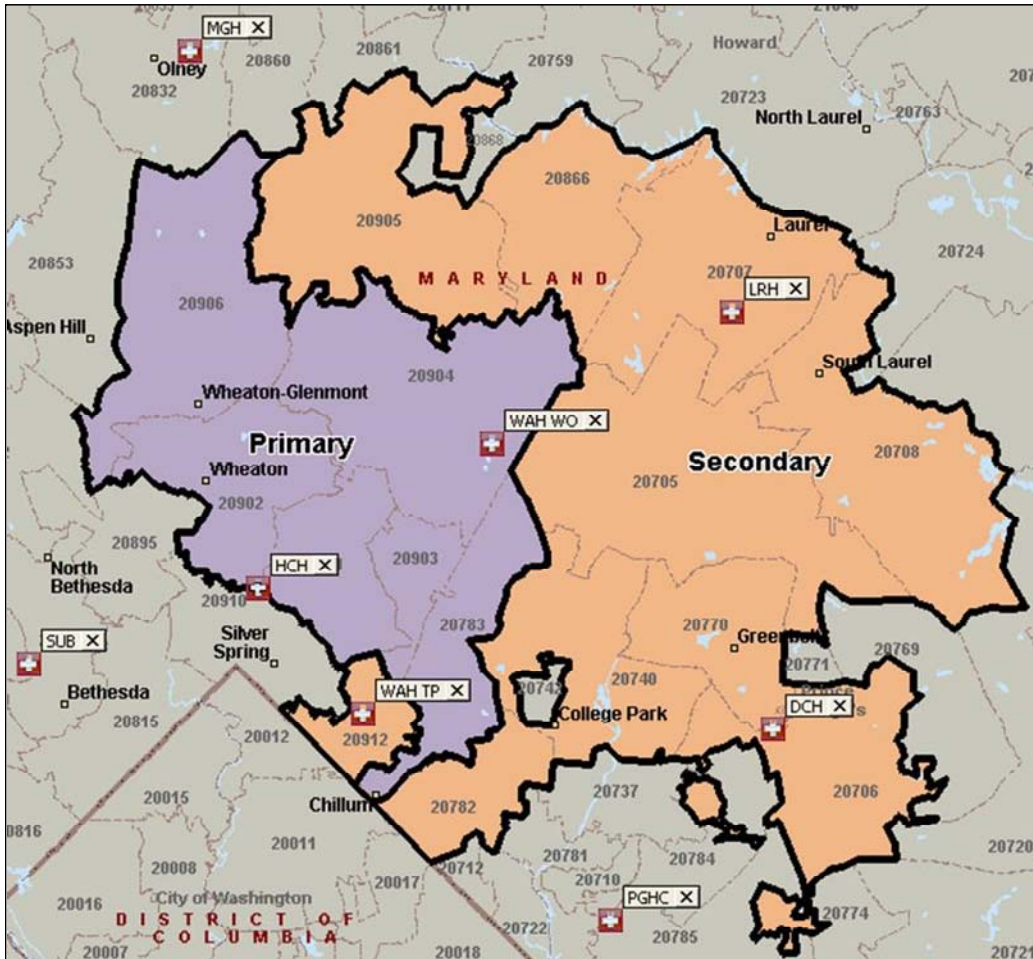 MGH X
Olney
20832
20860
20861
20759
Howard
20723
North Laurel
20763
20868
20866
20905
Laurel
20724
20853
MARYLAND
20707
20906
LRH X
Aspen Hill
20904
South Laurel
Wheaton-Glenmont
WAH WO X
Primary
Secondary
20708
Wheaton
20705
20902
20895
20903
North
Bethesda
HCH X
20910
20783
Silver
Spring
20770
Greenbelt
20769
SUB X
20771
20742
20740
WAH TP X
Bethesda
DCH X
College Park
20815
20012
20912
Chillum
20782
20706
20737
20015
20816
20011
20008
20781
20784
20720
20712
20017
20710
City of Washington
20016
PGHC X
20774
DISTRICT OF
COLUMBIA
20722
20785
20007
20018
20721